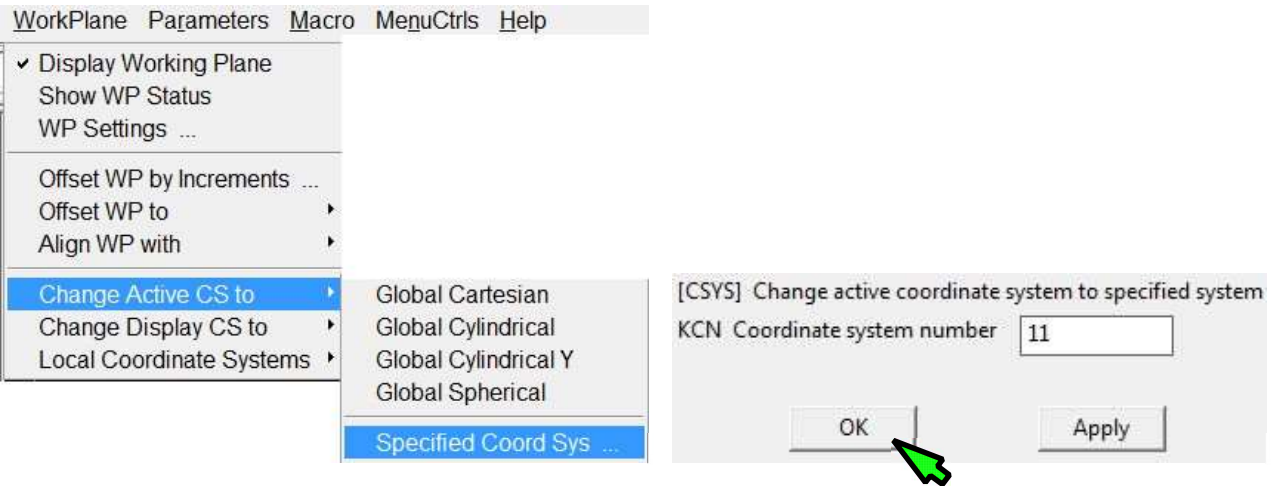 WorkPlane Parameters Macro MenuCtrls Help
Display Working Plane
Show WP Status
WP Settings ...
Offset WP by Increments ...
Offset WP to
Align WP with
Change Active CS to
Change Display CS to
Local Coordinate Systems
Global Cartesian
Global Cylindrical
Global Cylindrical Y
Global Spherical
Specified Coord Sys ...
[CSYS] Change active coordinate system to specified system
KCN Coordinate system number 11
OK Apply